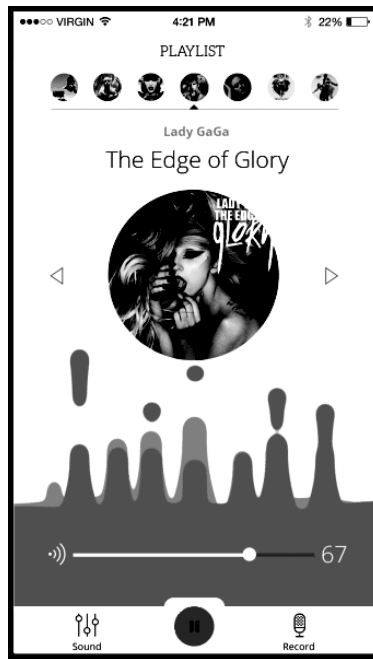 VIRGIN 4:21 PM 22%
PLAYLIST
Lady GaGa
The Edge of Glory
LADY
THE EDGE
glory
67
Sound Record